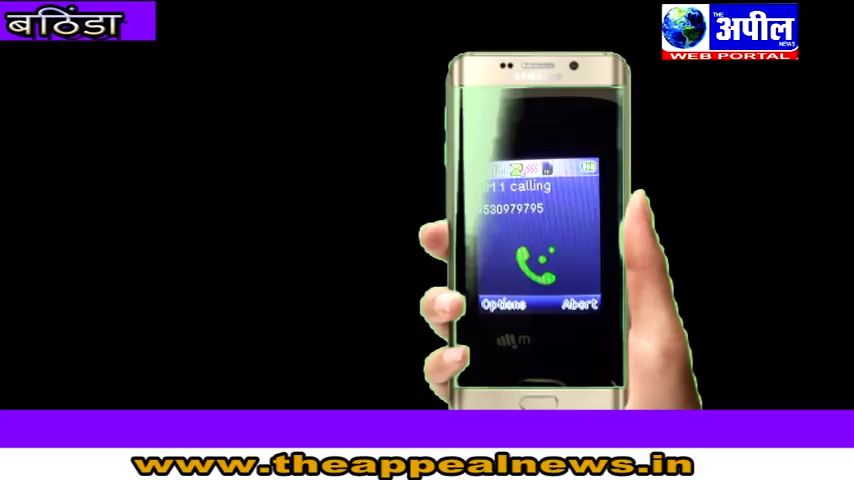 बठिंडा
THE
अपील
NEWS
WEB PORTAL
SAMSUNG
M 1 calling
530979795
Options
Abort
m
www.theappealnews.in